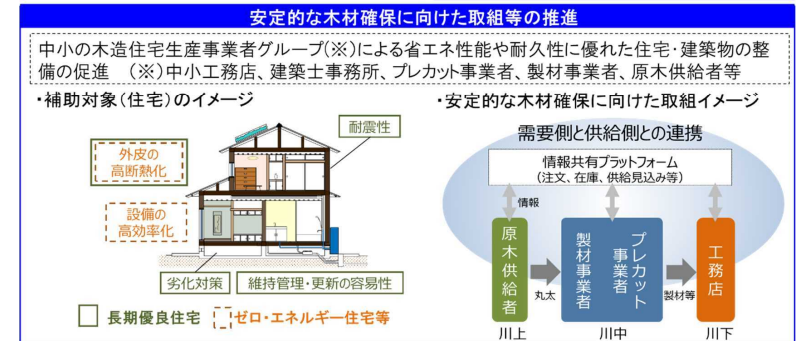 安定的な木材確保に向けた取組等の推進
中小の木造住宅生産事業者グループ(※)による省エネ性能や耐久性に優れた住宅・建築物の整
備の促進 (※)中小工務店、建築士事務所、プレカット事業者、製材事業者、原木供給者等
・補助対象(住宅)のイメージ
耐震性
外皮の
高断熱化
設備の
高効率化
劣化対策
維持管理・更新の容易性
長期優良住宅
ゼロ・エネルギー住宅等
・安定的な木材確保に向けた取組イメージ
需要側と供給側との連携
情報共有プラットフォーム
(注文、在庫、供給見込み等)
情報
原木供給者
丸太
プレカット
事業者
製材事業者
製材等
工務店
川上
川中
川下